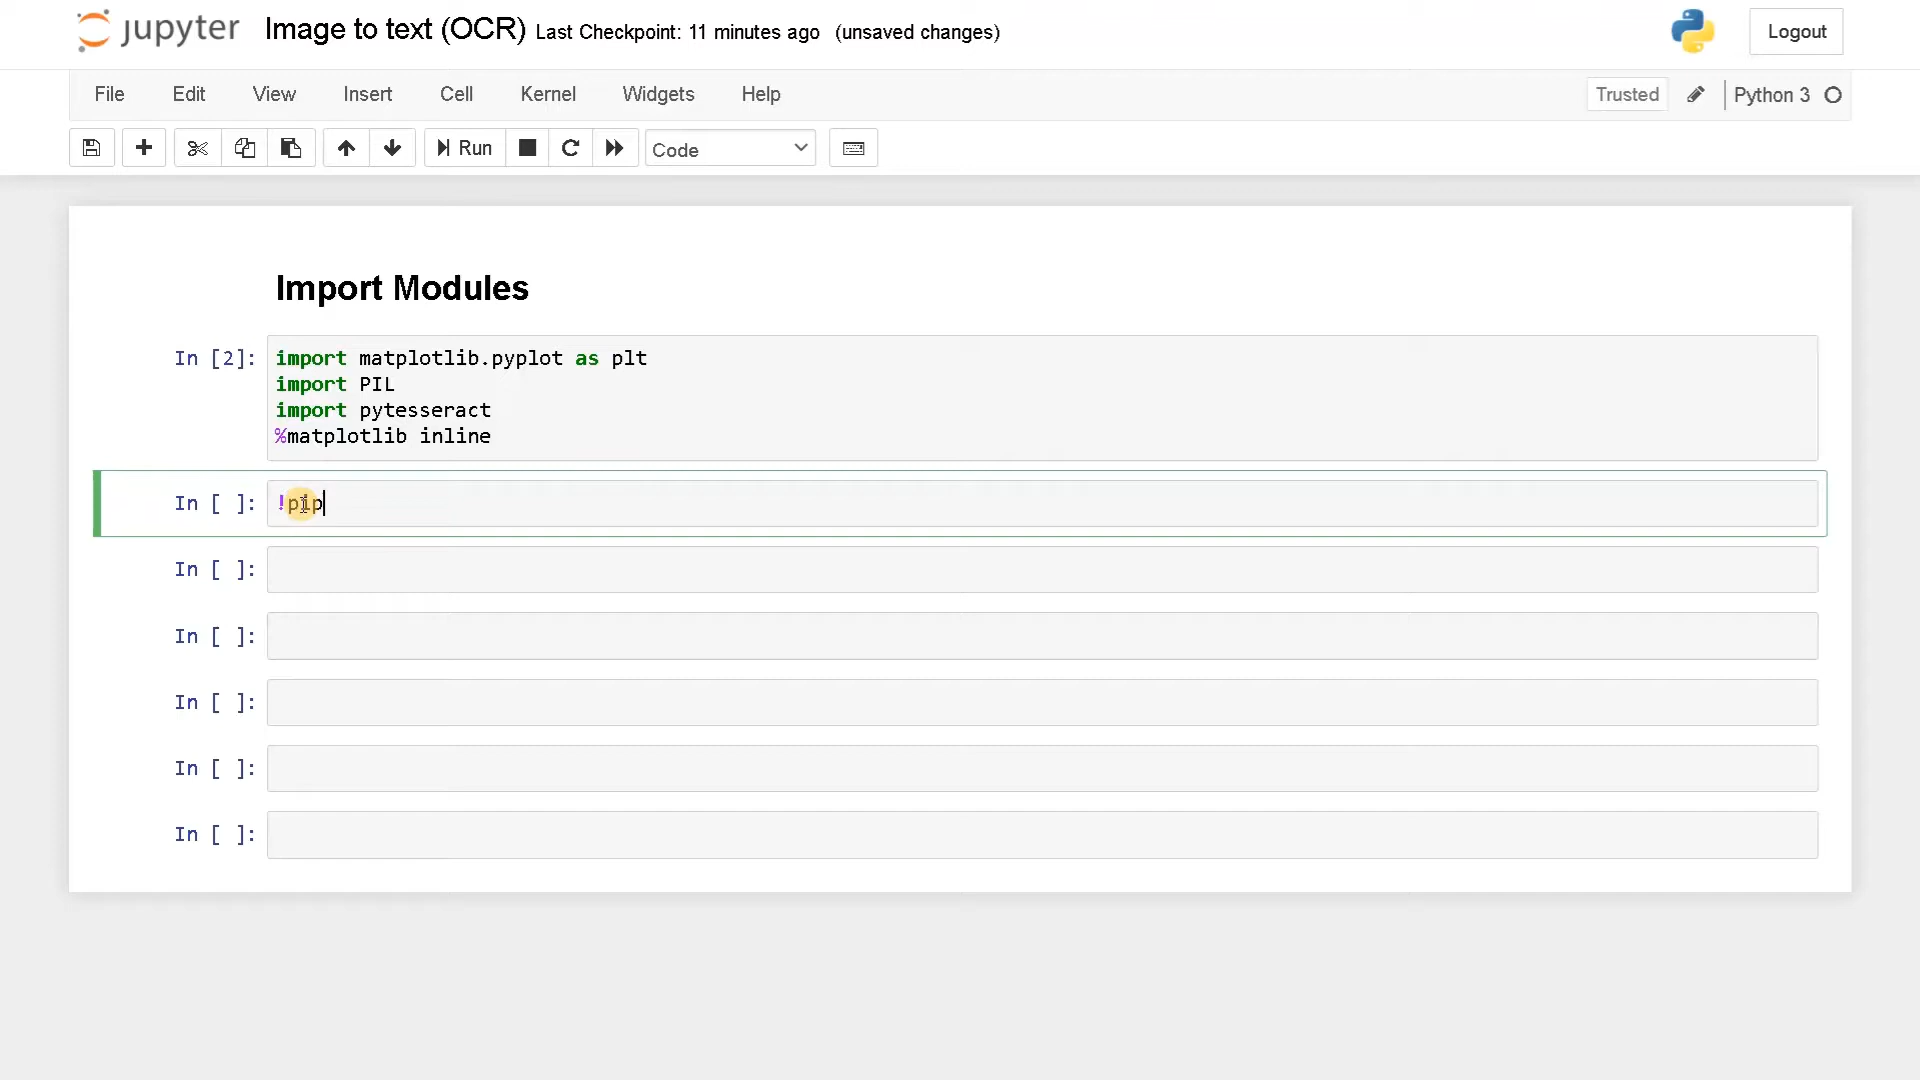 jupyter Image to text (OCR) Last Checkpoint: 11 minutes ago (unsaved changes) Logout
File Edit View Insert Cell Kernel Widgets Help Trusted Python 3
Run Code
Import Modules
In [2]: import matplotlib.pyplot as plt
import PIL
import pytesseract
%matplotlib inline
In [ ]: !pip
In [ ]:
In [ ]:
In [ ]:
In [ ]:
In [ ]: